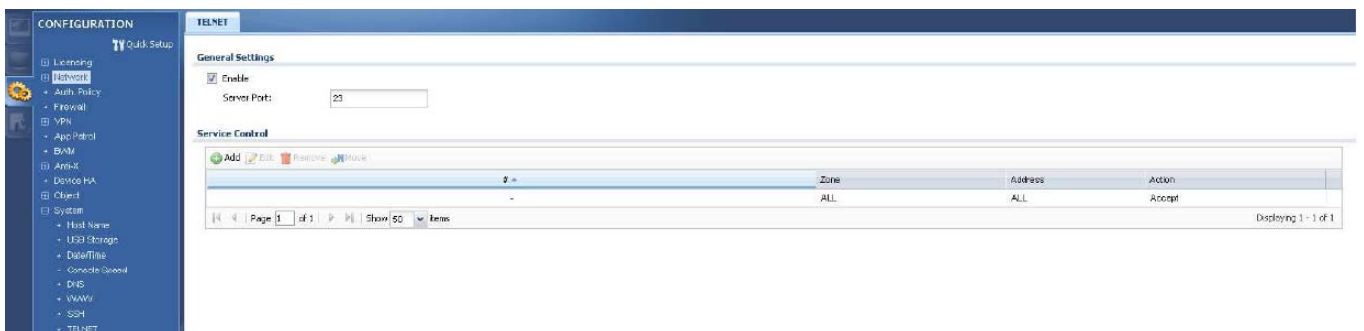 CONFIGURATION
Quick Setup
Licensing
Network
Auth. Policy
Firewall
VPN
App Patrol
BWM
Anti-X
Device HA
Object
System
Host Name
USB Storage
Date/Time
Console Speed
DNS
WWW
SSH
TELNET
TELNET
General Settings
Enable
Server Port: 23
Service Control
Add Edit Remove Move
# Zone Address Action
- ALL ALL Accept
Page 1 of 1 Show 50 items Displaying 1 - 1 of 1